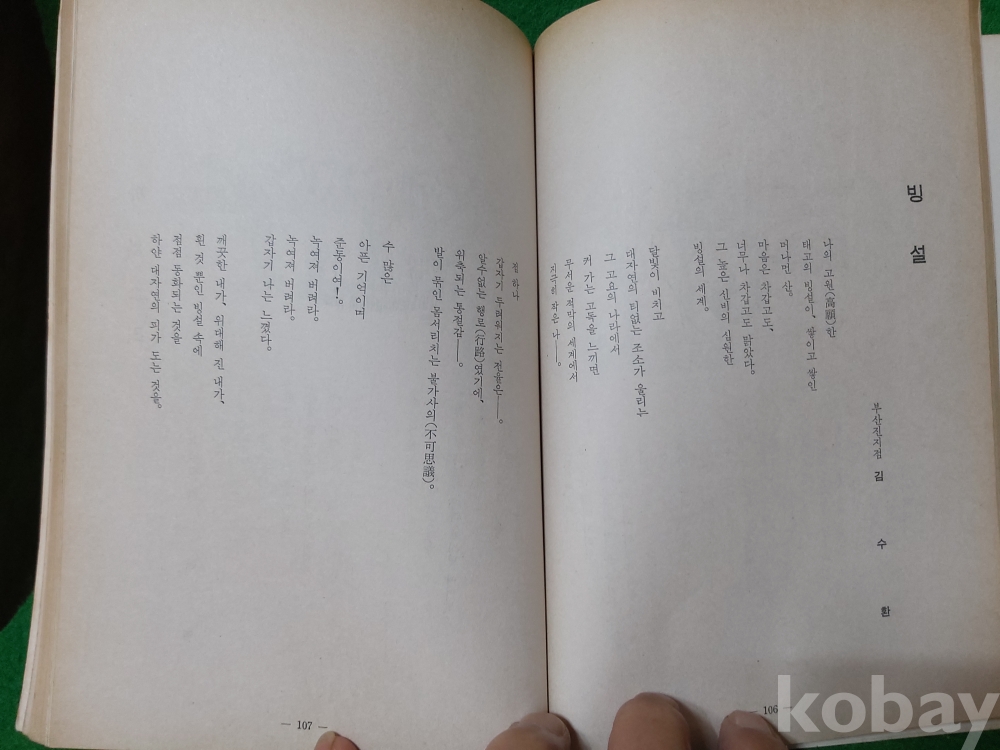 빙 설
부산진지점 김 수 환
나의 고원(高願)한
태고의 빙설이, 쌓이고 쌓인
머나먼 산.
마음은 차갑고도,
너무나 차갑고도 맑았다.
그 높은 신비의 심원한
빙설의 세계.
달빛이 비치고
대자연의 티없는 조소가 울리는
그 고요의 나라에서
커 가는 고독을 느끼면
무서운 적막의 세계에서
지극히 작은 나——。
점 하나
갑자기 두려워지는 전율은——。
알수없는 행로(行路)였기에、
위축되는 통절감——。
발이 묶인 몸서리치는 불가사의(不可思議)。
수 많은
아픈 기억이며
준동이여!。
녹여져 버려라。
녹여져 버려라。
갑자기 나는 느꼈다。
깨끗한 내가、위대해 진 내가、
흰 것 뿐인 빙설 속에
점점 동화되는 것을
하얀 대자연의 피가 도는 것을。
— 106 —
— 107 —
kobay